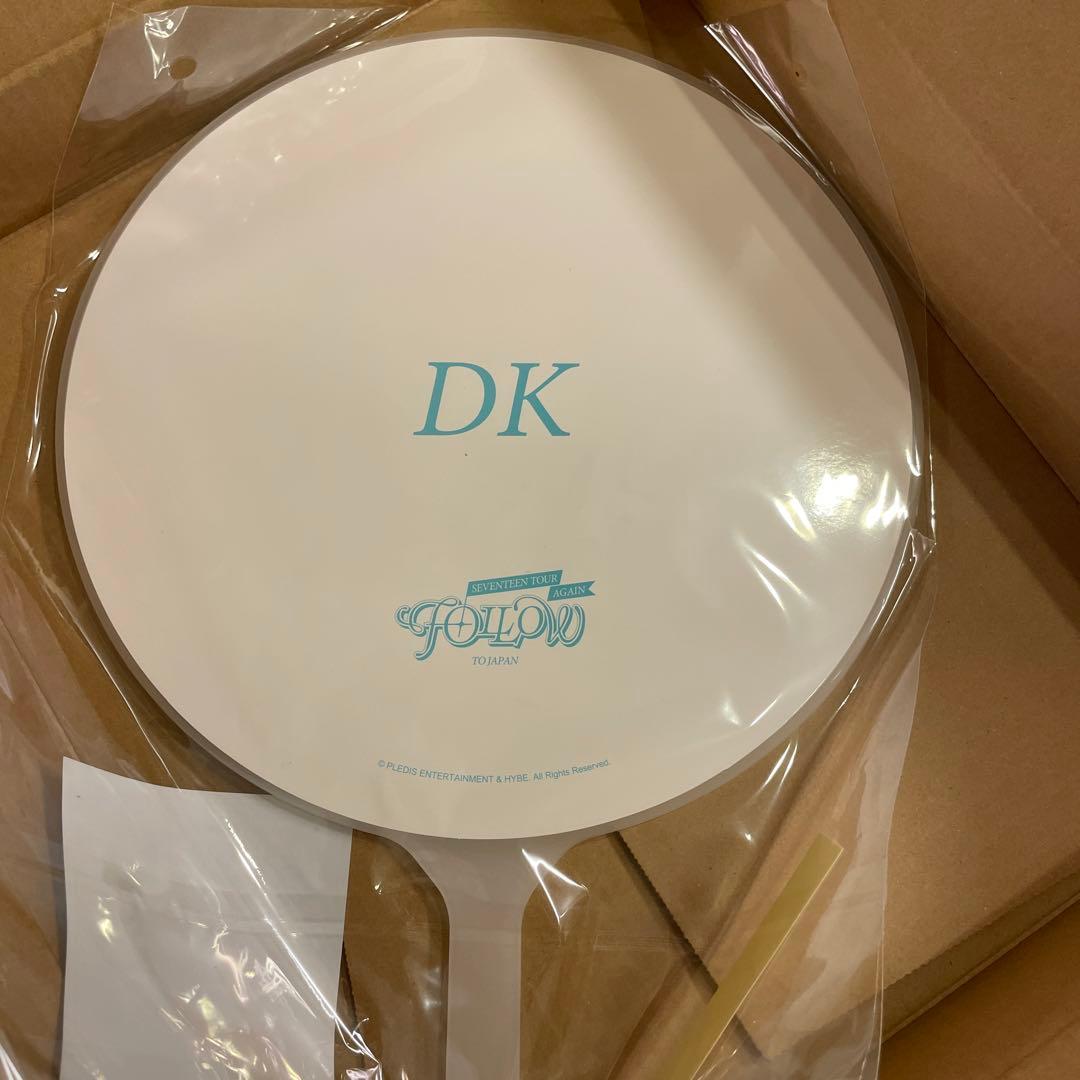 DK
SEVENTEEN TOUR
AGAIN
FOLLOW
TO JAPAN
© PLEDIS ENTERTAINMENT & HYBE. All Rights Reserved.